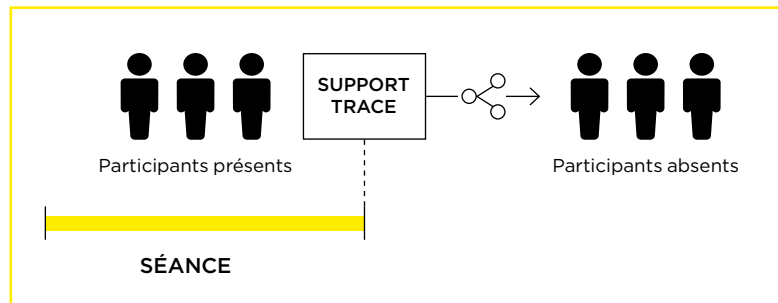 SUPPORT
TRACE
Participants présents
Participants absents
SÉANCE